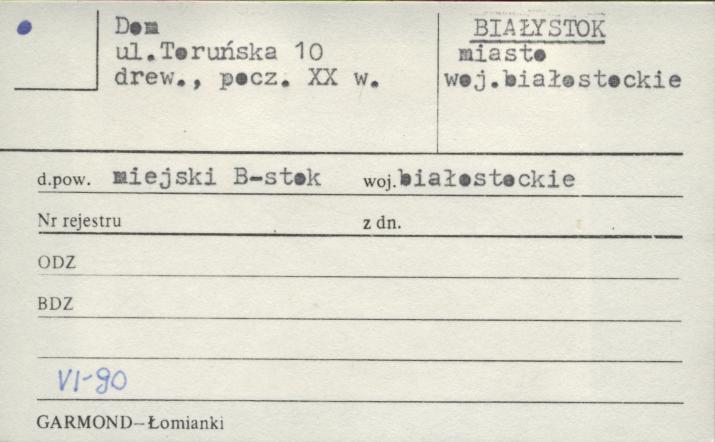 Dom
ul.Toruńska 10
drew., pocz. XX w.
BIAŁYSTOK
miasto
woj.białostockie
d.pow. miejski B-stok woj. białostockie
Nr rejestru z dn.
ODZ
BDZ
VI-90
GARMOND–Łomianki